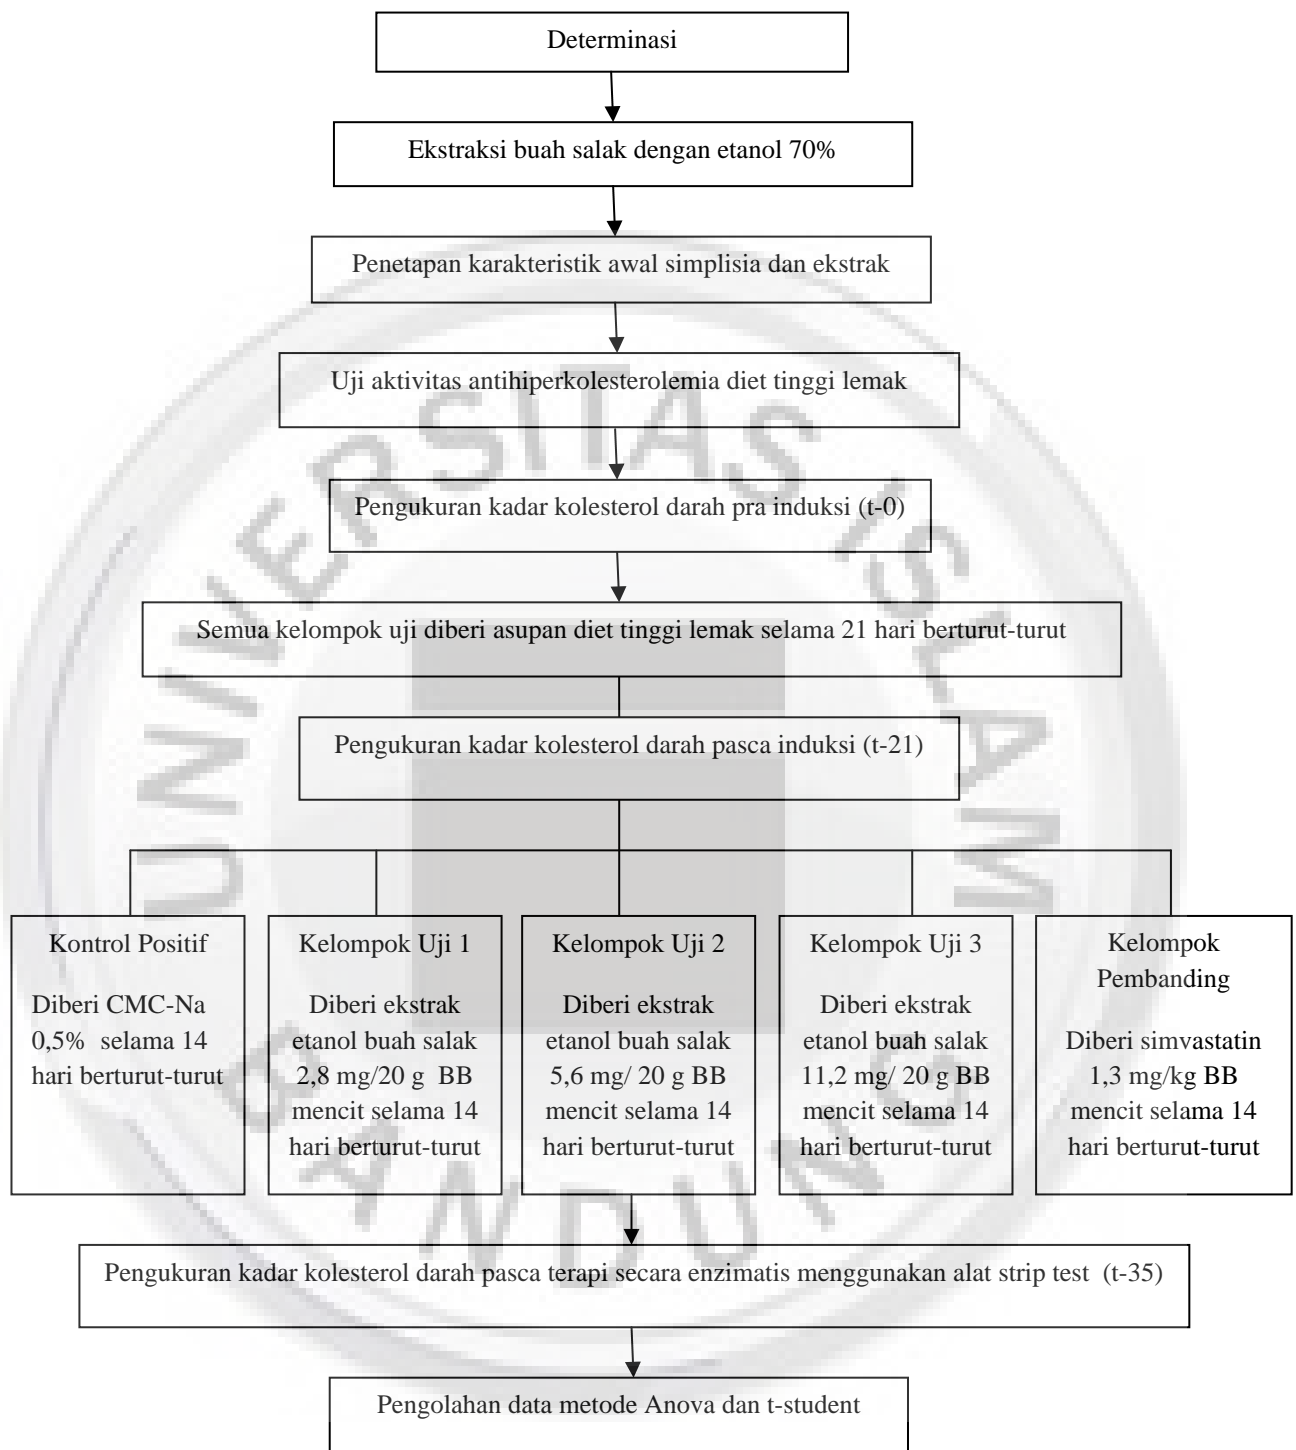 Determinasi
Ekstraksi buah salak dengan etanol 70%
Penetapan karakteristik awal simplisia dan ekstrak
Uji aktivitas antihiperkolesterolemia diet tinggi lemak
Pengukuran kadar kolesterol darah pra induksi (t-0)
Semua kelompok uji diberi asupan diet tinggi lemak selama 21 hari berturut-turut
Pengukuran kadar kolesterol darah pasca induksi (t-21)
Kontrol Positif
Diberi CMC-Na
0,5% selama 14
hari berturut-turut
Kelompok Uji 1
Diberi ekstrak
etanol buah salak
2,8 mg/20 g BB
mencit selama 14
hari berturut-turut
Kelompok Uji 2
Diberi ekstrak
etanol buah salak
5,6 mg/ 20 g BB
mencit selama 14
hari berturut-turut
Kelompok Uji 3
Diberi ekstrak
etanol buah salak
11,2 mg/ 20 g BB
mencit selama 14
hari berturut-turut
Kelompok
Pembanding
Diberi simvastatin
1,3 mg/kg BB
mencit selama 14
hari berturut-turut
Pengukuran kadar kolesterol darah pasca terapi secara enzimatis menggunakan alat strip test (t-35)
Pengolahan data metode Anova dan t-student
UNIVERSITAS ISLAM
BANDUNG